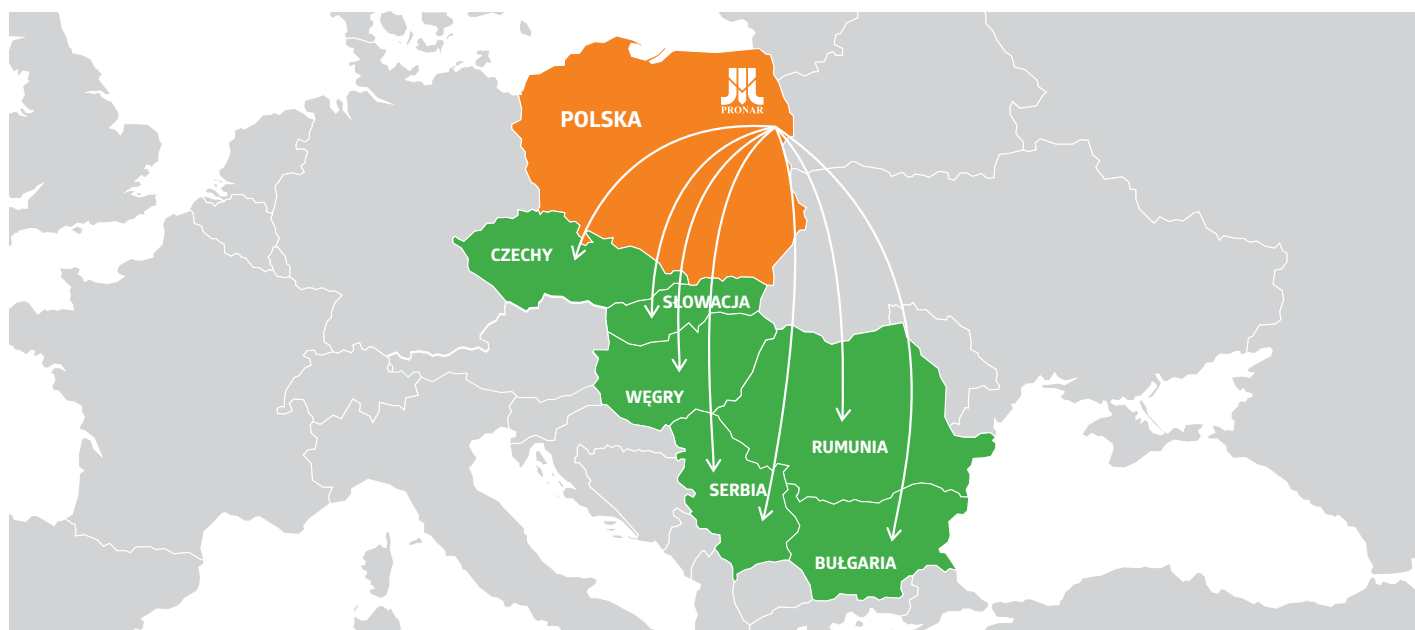 PRONAR
POLSKA
CZECHY
SŁOWACJA
WĘGRY
RUMUNIA
SERBIA
BUŁGARIA